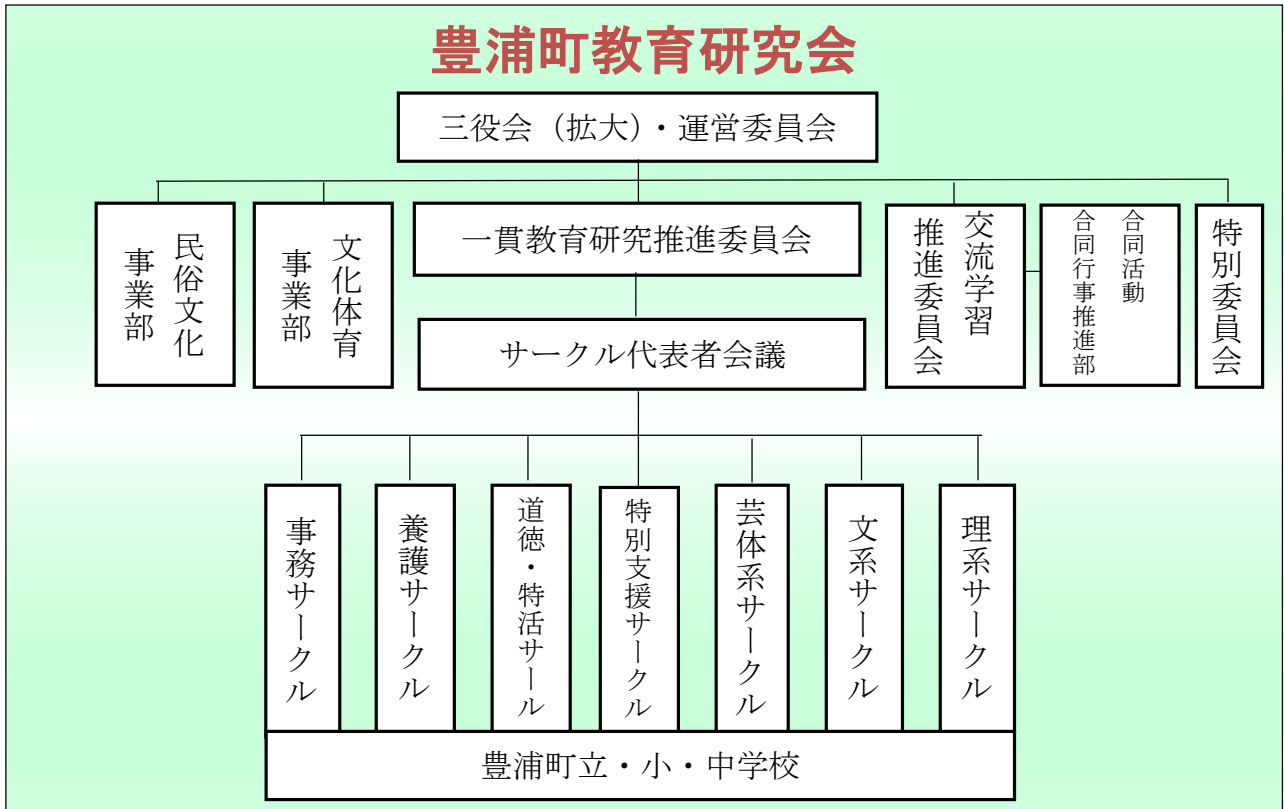 豊浦町教育研究会
三役会（拡大）・運営委員会
民俗文化
事業部
文化体育
事業部
一貫教育研究推進委員会
交流学習
推進委員会
合同活動
合同行事推進部
特別委員会
サークル代表者会議
事務サークル
養護サークル
道徳・特活サール
特別支援サークル
芸体系サークル
文系サークル
理系サークル
豊浦町立・小・中学校